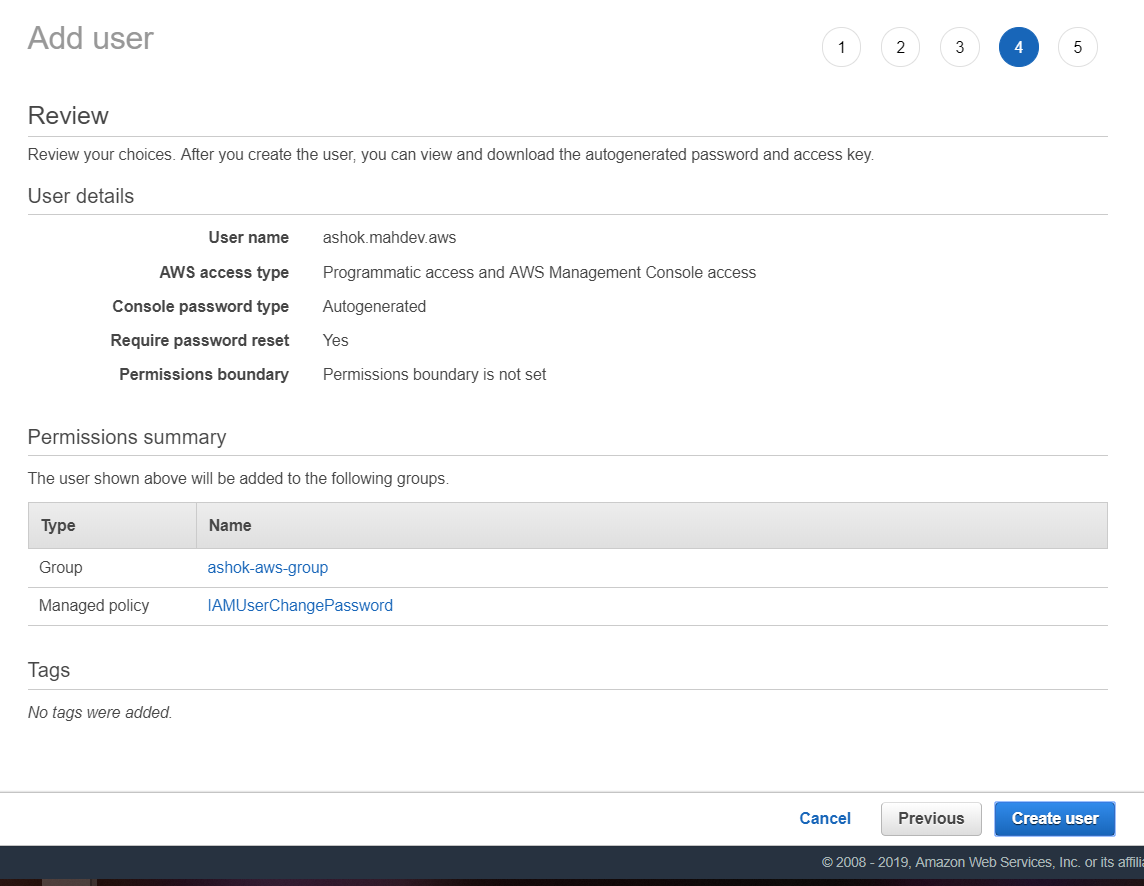 Add user
1 2 3 4 5
Review
Review your choices. After you create the user, you can view and download the autogenerated password and access key.
User details
User name ashok.mahdev.aws
AWS access type Programmatic access and AWS Management Console access
Console password type Autogenerated
Require password reset Yes
Permissions boundary Permissions boundary is not set
Permissions summary
The user shown above will be added to the following groups.
Type Name
Group ashok-aws-group
Managed policy IAMUserChangePassword
Tags
No tags were added.
Cancel Previous Create user
© 2008 - 2019, Amazon Web Services, Inc. or its affili